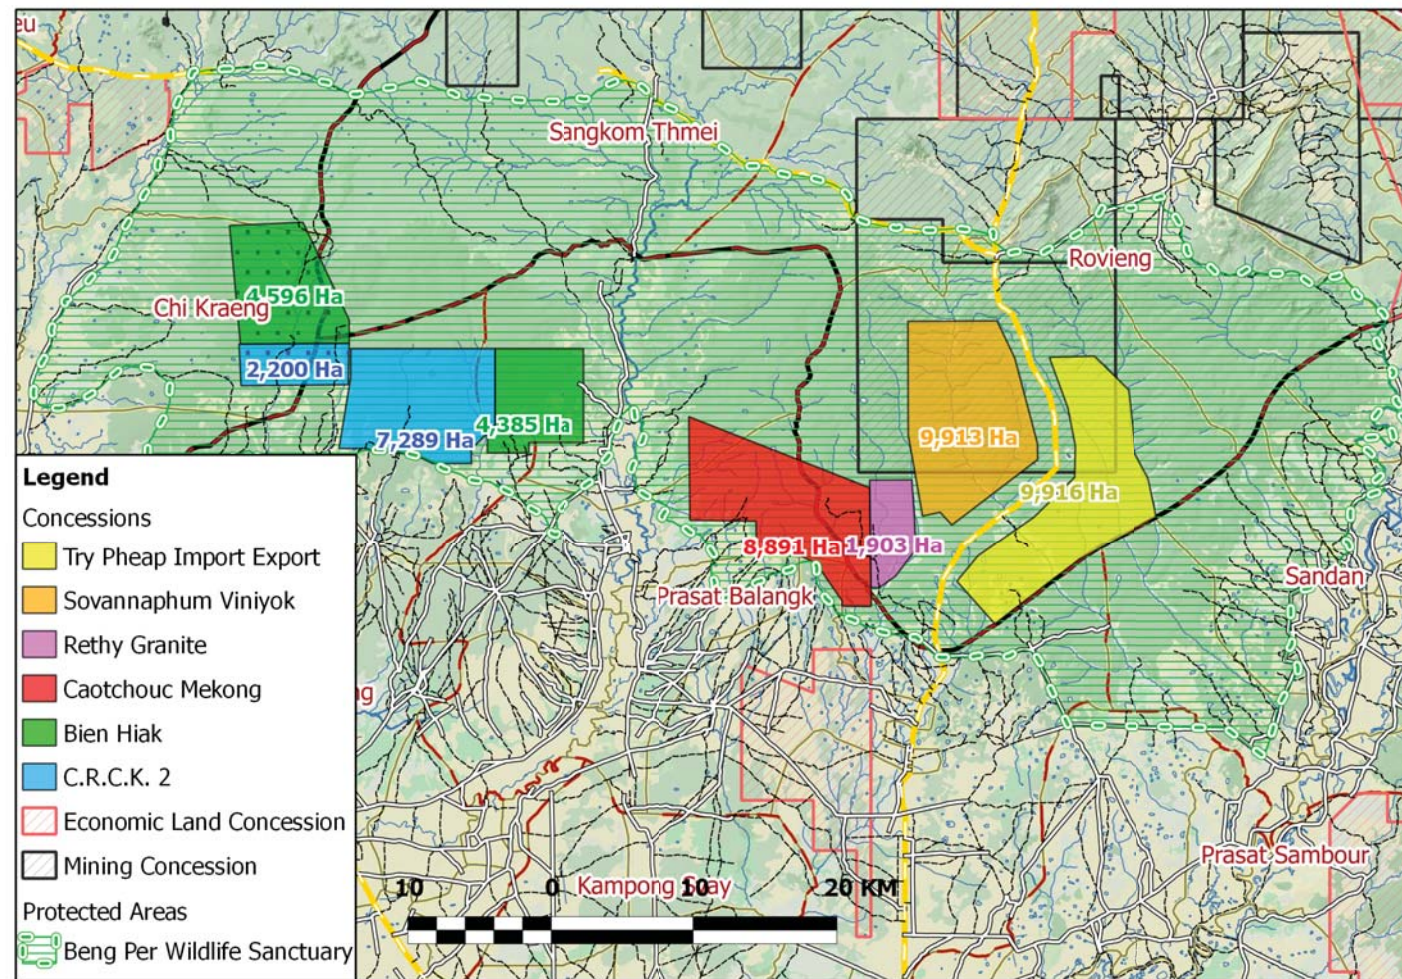 eu
Sangkom Thmei
Rovieng
Chi Kraeng
4,596 Ha
2,200 Ha
7,289 Ha
4,385 Ha
9,913 Ha
9,916 Ha
8,891 Ha
1,903 Ha
Prasat Balangk
Sandan
ng
Prasat Sambour
Legend
Concessions
Try Pheap Import Export
Sovannaphum Viniyok
Rethy Granite
Caotchouc Mekong
Bien Hiak
C.R.C.K. 2
Economic Land Concession
Mining Concession
Protected Areas
Beng Per Wildlife Sanctuary
10 0 10 20 KM
Kampong Svay